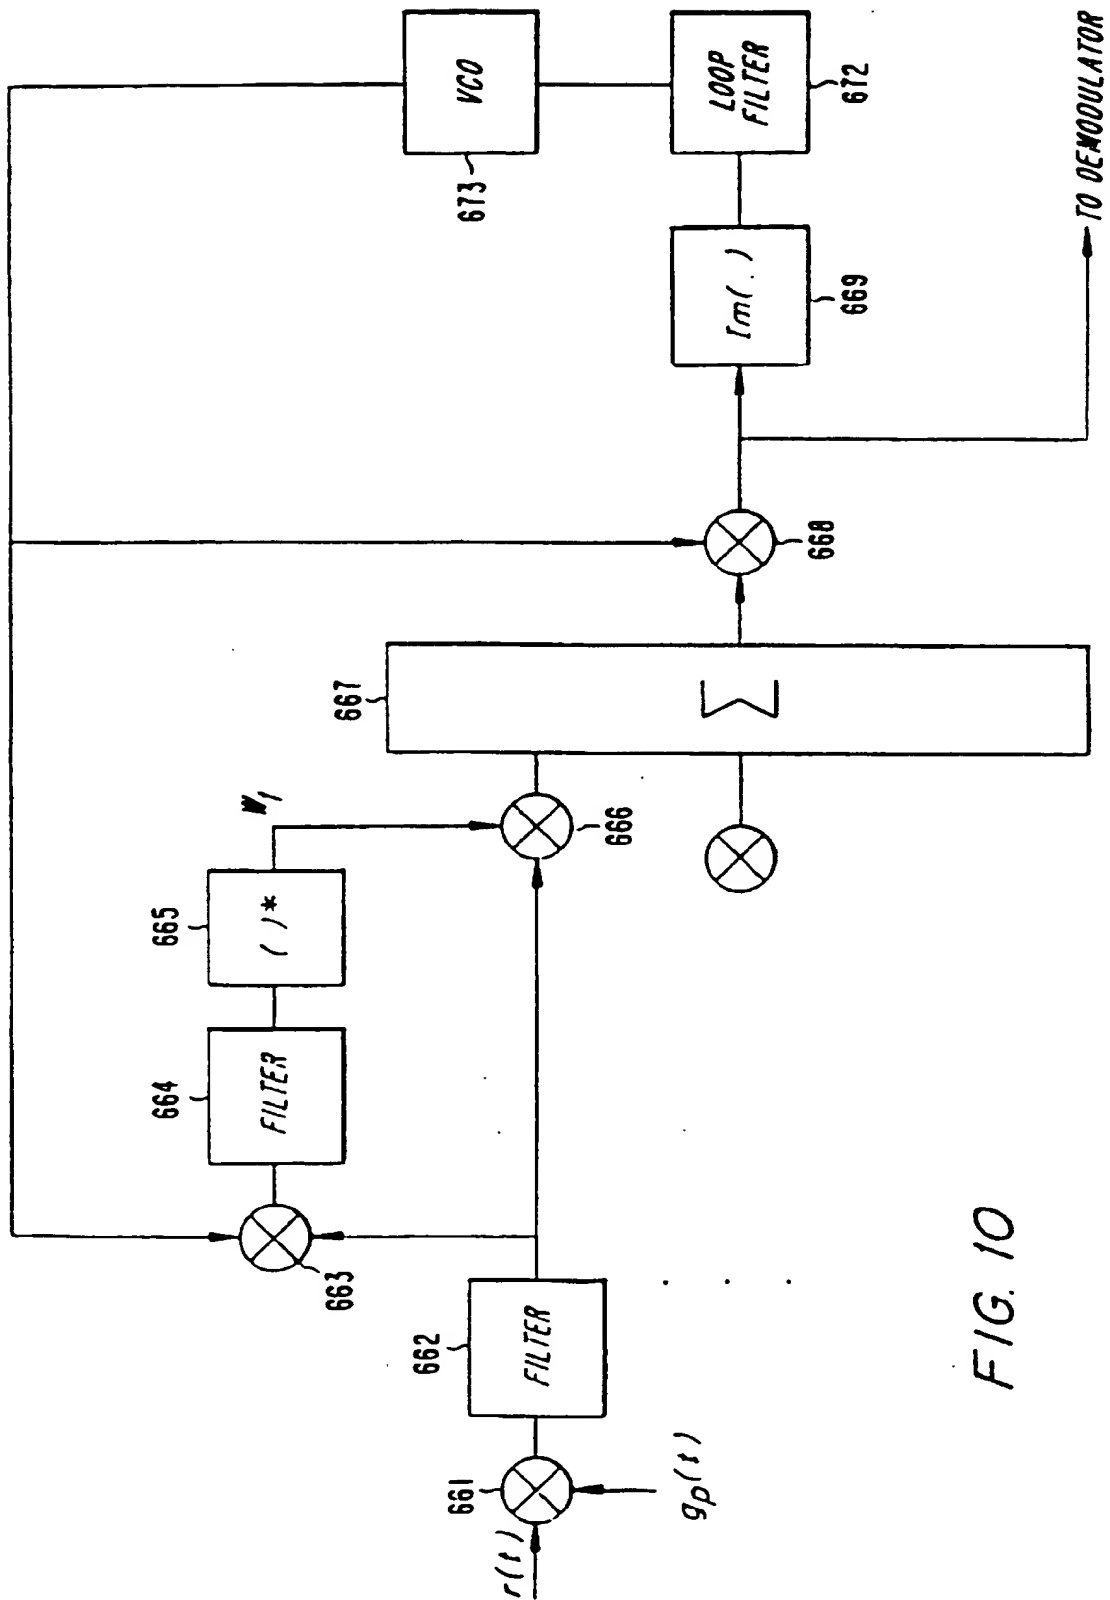 r(t)
661
g_p(t)
FILTER
662
663
FILTER
664
( )*
665
W₁
666
667
Σ
668
Im( . )
669
LOOP
FILTER
672
VCO
673
TO DEMODULATOR
FIG. 10